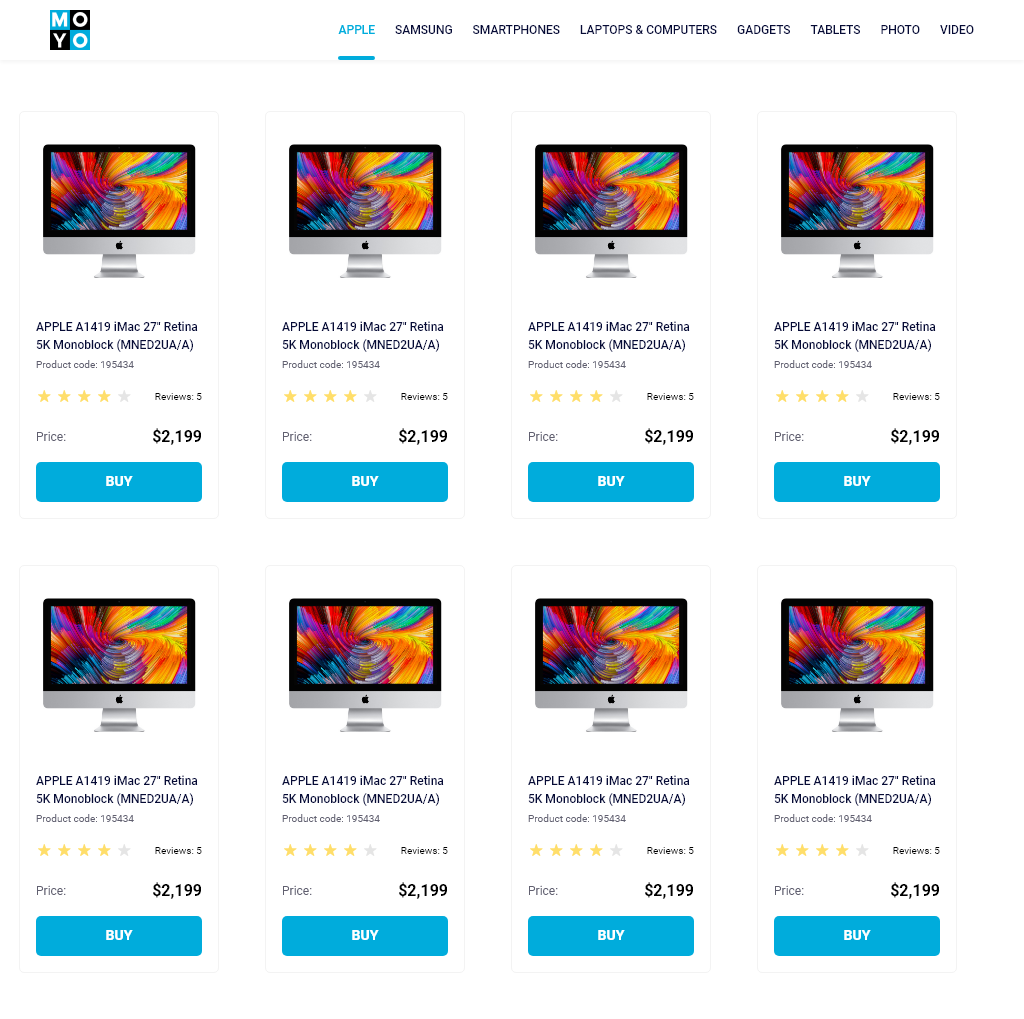 MO
YO
APPLE SAMSUNG SMARTPHONES LAPTOPS & COMPUTERS GADGETS TABLETS PHOTO VIDEO
APPLE A1419 iMac 27" Retina
5K Monoblock (MNED2UA/A)
Product code: 195434
Reviews: 5
Price: $2,199
BUY
APPLE A1419 iMac 27" Retina
5K Monoblock (MNED2UA/A)
Product code: 195434
Reviews: 5
Price: $2,199
BUY
APPLE A1419 iMac 27" Retina
5K Monoblock (MNED2UA/A)
Product code: 195434
Reviews: 5
Price: $2,199
BUY
APPLE A1419 iMac 27" Retina
5K Monoblock (MNED2UA/A)
Product code: 195434
Reviews: 5
Price: $2,199
BUY
APPLE A1419 iMac 27" Retina
5K Monoblock (MNED2UA/A)
Product code: 195434
Reviews: 5
Price: $2,199
BUY
APPLE A1419 iMac 27" Retina
5K Monoblock (MNED2UA/A)
Product code: 195434
Reviews: 5
Price: $2,199
BUY
APPLE A1419 iMac 27" Retina
5K Monoblock (MNED2UA/A)
Product code: 195434
Reviews: 5
Price: $2,199
BUY
APPLE A1419 iMac 27" Retina
5K Monoblock (MNED2UA/A)
Product code: 195434
Reviews: 5
Price: $2,199
BUY